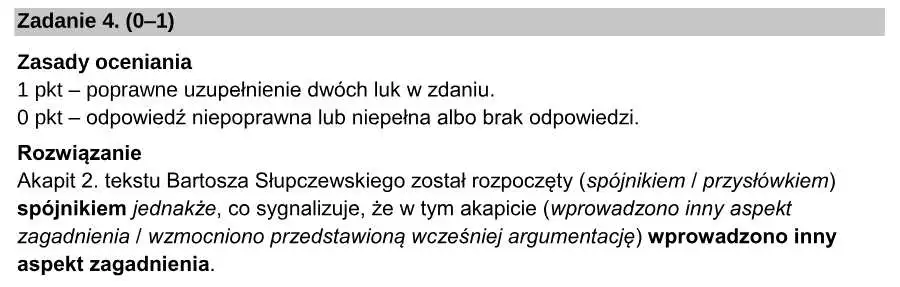 Zadanie 4. (0–1)
Zasady oceniania
1 pkt – poprawne uzupełnienie dwóch luk w zdaniu.
0 pkt – odpowiedź niepoprawna lub niepełna albo brak odpowiedzi.
Rozwiązanie
Akapit 2. tekstu Bartosza Słupczewskiego został rozpoczęty (spójnikiem / przysłówkiem)
spójnikiem jednakże, co sygnalizuje, że w tym akapicie (wprowadzono inny aspekt
zagadnienia / wzmocniono przedstawioną wcześniej argumentację) wprowadzono inny
aspekt zagadnienia.